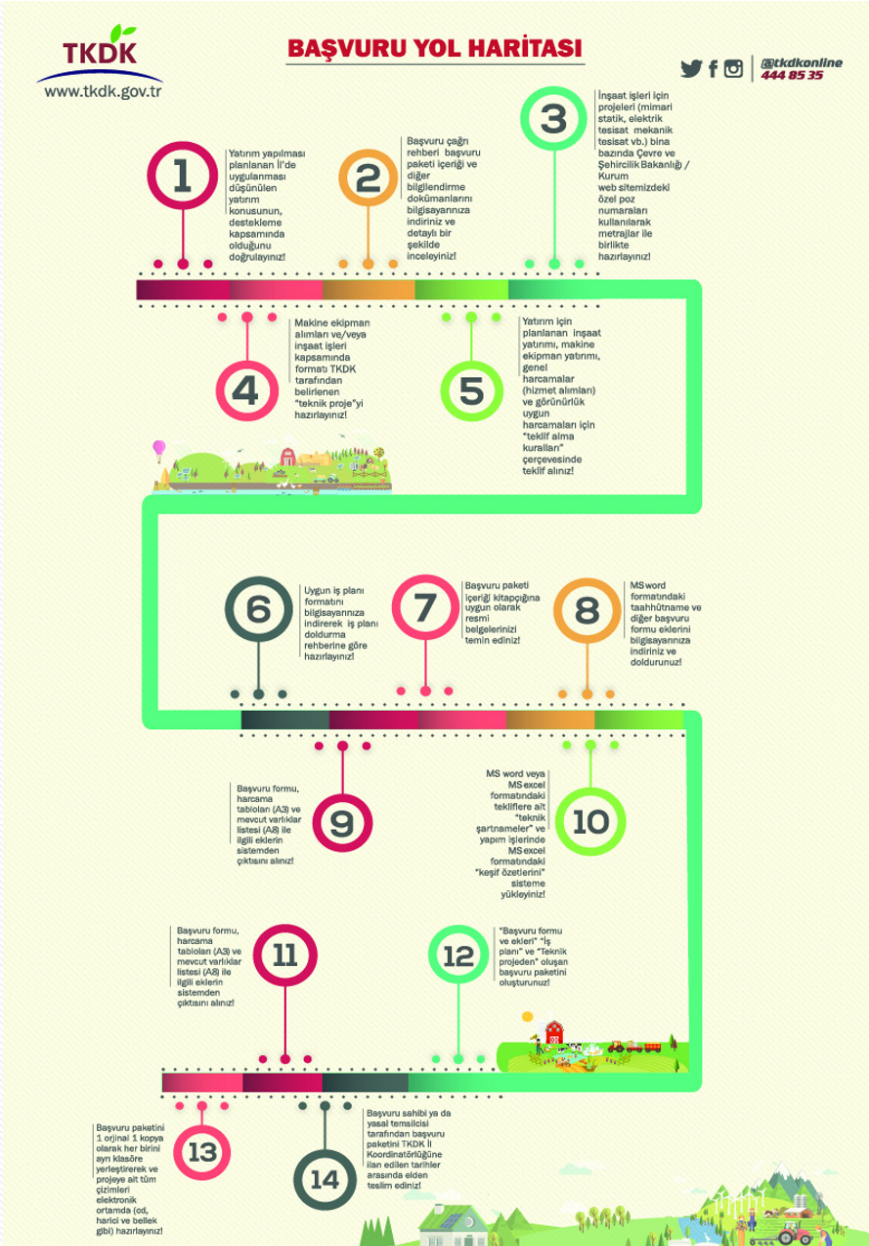 TKDK
www.tkdk.gov.tr
BAŞVURU YOL HARİTASI
@tkdkonline
444 85 35
1
Yatırım yapılması
planlanan İl'de
uygulanması
düşünülen
yatırım
konusunun,
destekleme
kapsamında
olduğunu
doğrulayınız!
2
Başvuru çağrı
rehberi başvuru
paketi içeriği ve
diğer
bilgilendirme
dokümanlarını
bilgisayarınıza
indiriniz ve
detaylı bir
şekilde
inceleyiniz!
3
İnşaat işleri için
projeleri (mimari
statik, elektrik
tesisat mekanik
tesisat vb.) bina
bazında Çevre ve
Şehircilik Bakanlığı /
Kurum
web sitemizdeki
özel poz
numaraları
kullanılarak
metrajlar ile
birlikte
hazırlayınız!
4
Makine ekipman
alımları ve/veya
inşaat işleri
kapsamında
formatı TKDK
tarafından
belirlenen
"teknik proje"yi
hazırlayınız!
5
Yatırım için
planlanan inşaat
yatırımı, makine
ekipman yatırımı,
genel
harcamalar
(hizmet alımları)
ve görünürlük
uygun
harcamaları için
"teklif alma
kuralları"
çerçevesinde
teklif alınız!
6
Uygun iş planı
formatını
bilgisayarınıza
indirerek iş planı
doldurma
rehberine göre
hazırlayınız!
7
Başvuru paketi
içeriği kitapçığına
uygun olarak
resmi
belgelerinizi
temin ediniz!
8
MS word
formatındaki
taahhütname ve
diğer başvuru
formu eklerini
bilgisayarınıza
indiriniz ve
doldurunuz!
9
Başvuru formu,
harcama
tabloları (A3) ve
mevcut varlıklar
listesi (A8) ile
ilgili eklerin
sistemden
çıktısını alınız!
10
MS word veya
MS excel
formatındaki
tekliflere ait
"teknik
şartnameler" ve
yapım işlerinde
MS excel
formatındaki
"keşif özetlerini"
sisteme
yükleyiniz!
11
Başvuru formu,
harcama
tabloları (A3) ve
mevcut varlıklar
listesi (A8) ile
ilgili eklerin
sistemden
çıktısını alınız!
12
"Başvuru formu
ve ekleri" "İş
planı" ve "Teknik
projeden" oluşan
başvuru paketini
oluşturunuz!
13
Başvuru paketini
1 orjinal 1 kopya
olarak her birini
ayrı klasöre
yerleştirerek ve
projeye ait tüm
çizimleri
elektronik
ortamda (cd,
harici ve bellek
gibi) hazırlayınız!
14
Başvuru sahibi ya da
yasal temsilcisi
tarafından başvuru
paketini TKDK İl
Koordinatörlüğüne
ilan edilen tarihler
arasında elden
teslim ediniz!